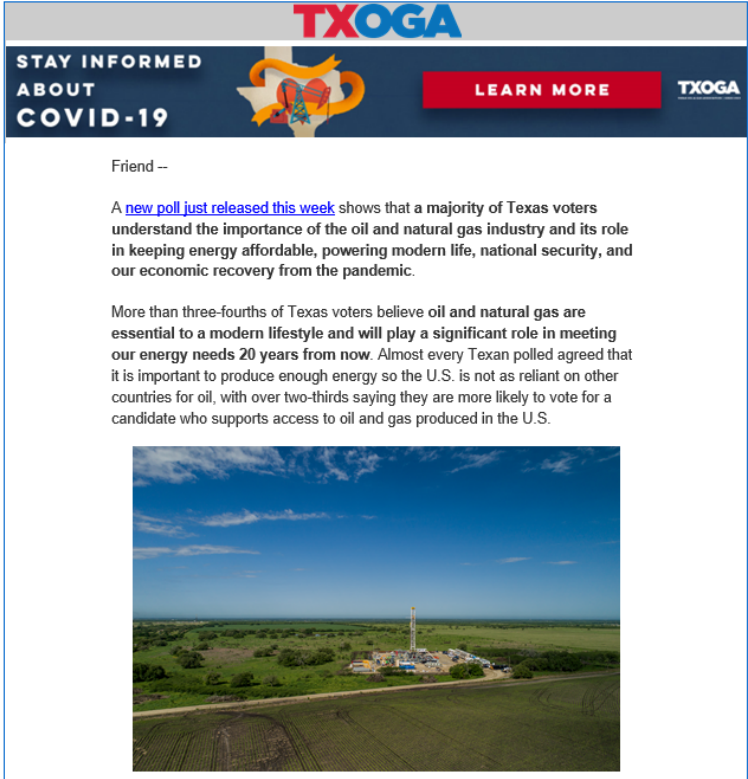 TXOGA
STAY INFORMED
ABOUT
COVID-19
LEARN MORE
TXOGA
Friend --
A new poll just released this week shows that a majority of Texas voters
understand the importance of the oil and natural gas industry and its role
in keeping energy affordable, powering modern life, national security, and
our economic recovery from the pandemic.
More than three-fourths of Texas voters believe oil and natural gas are
essential to a modern lifestyle and will play a significant role in meeting
our energy needs 20 years from now. Almost every Texan polled agreed that
it is important to produce enough energy so the U.S. is not as reliant on other
countries for oil, with over two-thirds saying they are more likely to vote for a
candidate who supports access to oil and gas produced in the U.S.